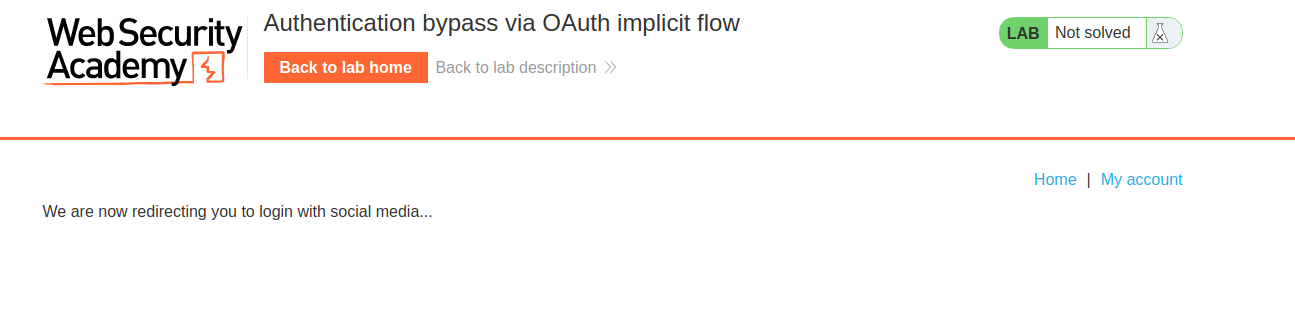 Web Security
Academy
Authentication bypass via OAuth implicit flow
Back to lab home
Back to lab description
LAB
Not solved
Home | My account
We are now redirecting you to login with social media...